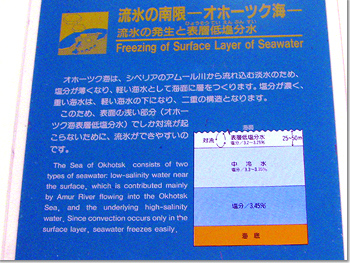 流氷の南限―オホーツク海―
流氷の発生と表層低塩分水
Freezing of Surface Layer of Seawater
オホーツク海は、シベリアのアムール川から流れ込む淡水のため、
塩分が薄くなり、軽い海水として海面に層をつくります。塩分が濃く、
重い海水は、軽い海水の下になり、二重の構造となります。
このため、表面の浅い部分(オホー
ツク海表層低塩分水)でしか対流が起
こらないために、流氷ができやすいの
です。
The Sea of Okhotsk consists of two
types of seawater: low-salinity water near
the surface, which is contributed mainly
by Amur River flowing into the Okhotsk
Sea, and the underlying high-salinity
water. Since convection occurs only in the
surface layer, seawater freezes easily.
海面
対流
表層低塩分水
25~50m
中冷水
塩分/3.45%
海底